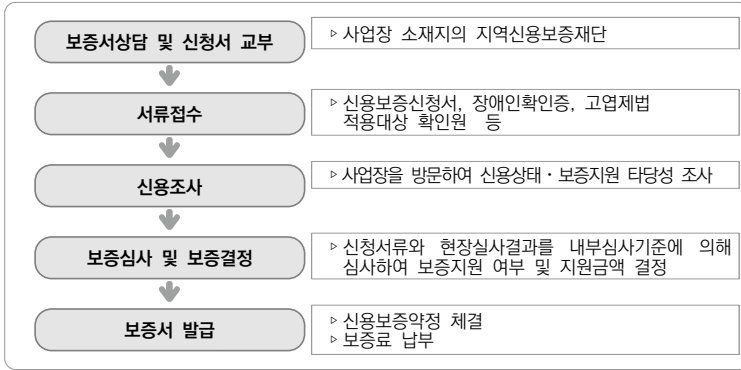 보증서상담 및 신청서 교부
▹ 사업장 소재지의 지역신용보증재단
서류접수
▹ 신용보증신청서, 장애인확인증, 고엽제법
적용대상 확인원 등
신용조사
▹ 사업장을 방문하여 신용상태・보증지원 타당성 조사
보증심사 및 보증결정
▹ 신청서류와 현장실사결과를 내부심사기준에 의해
심사하여 보증지원 여부 및 지원금액 결정
보증서 발급
▹ 신용보증약정 체결
▹ 보증료 납부